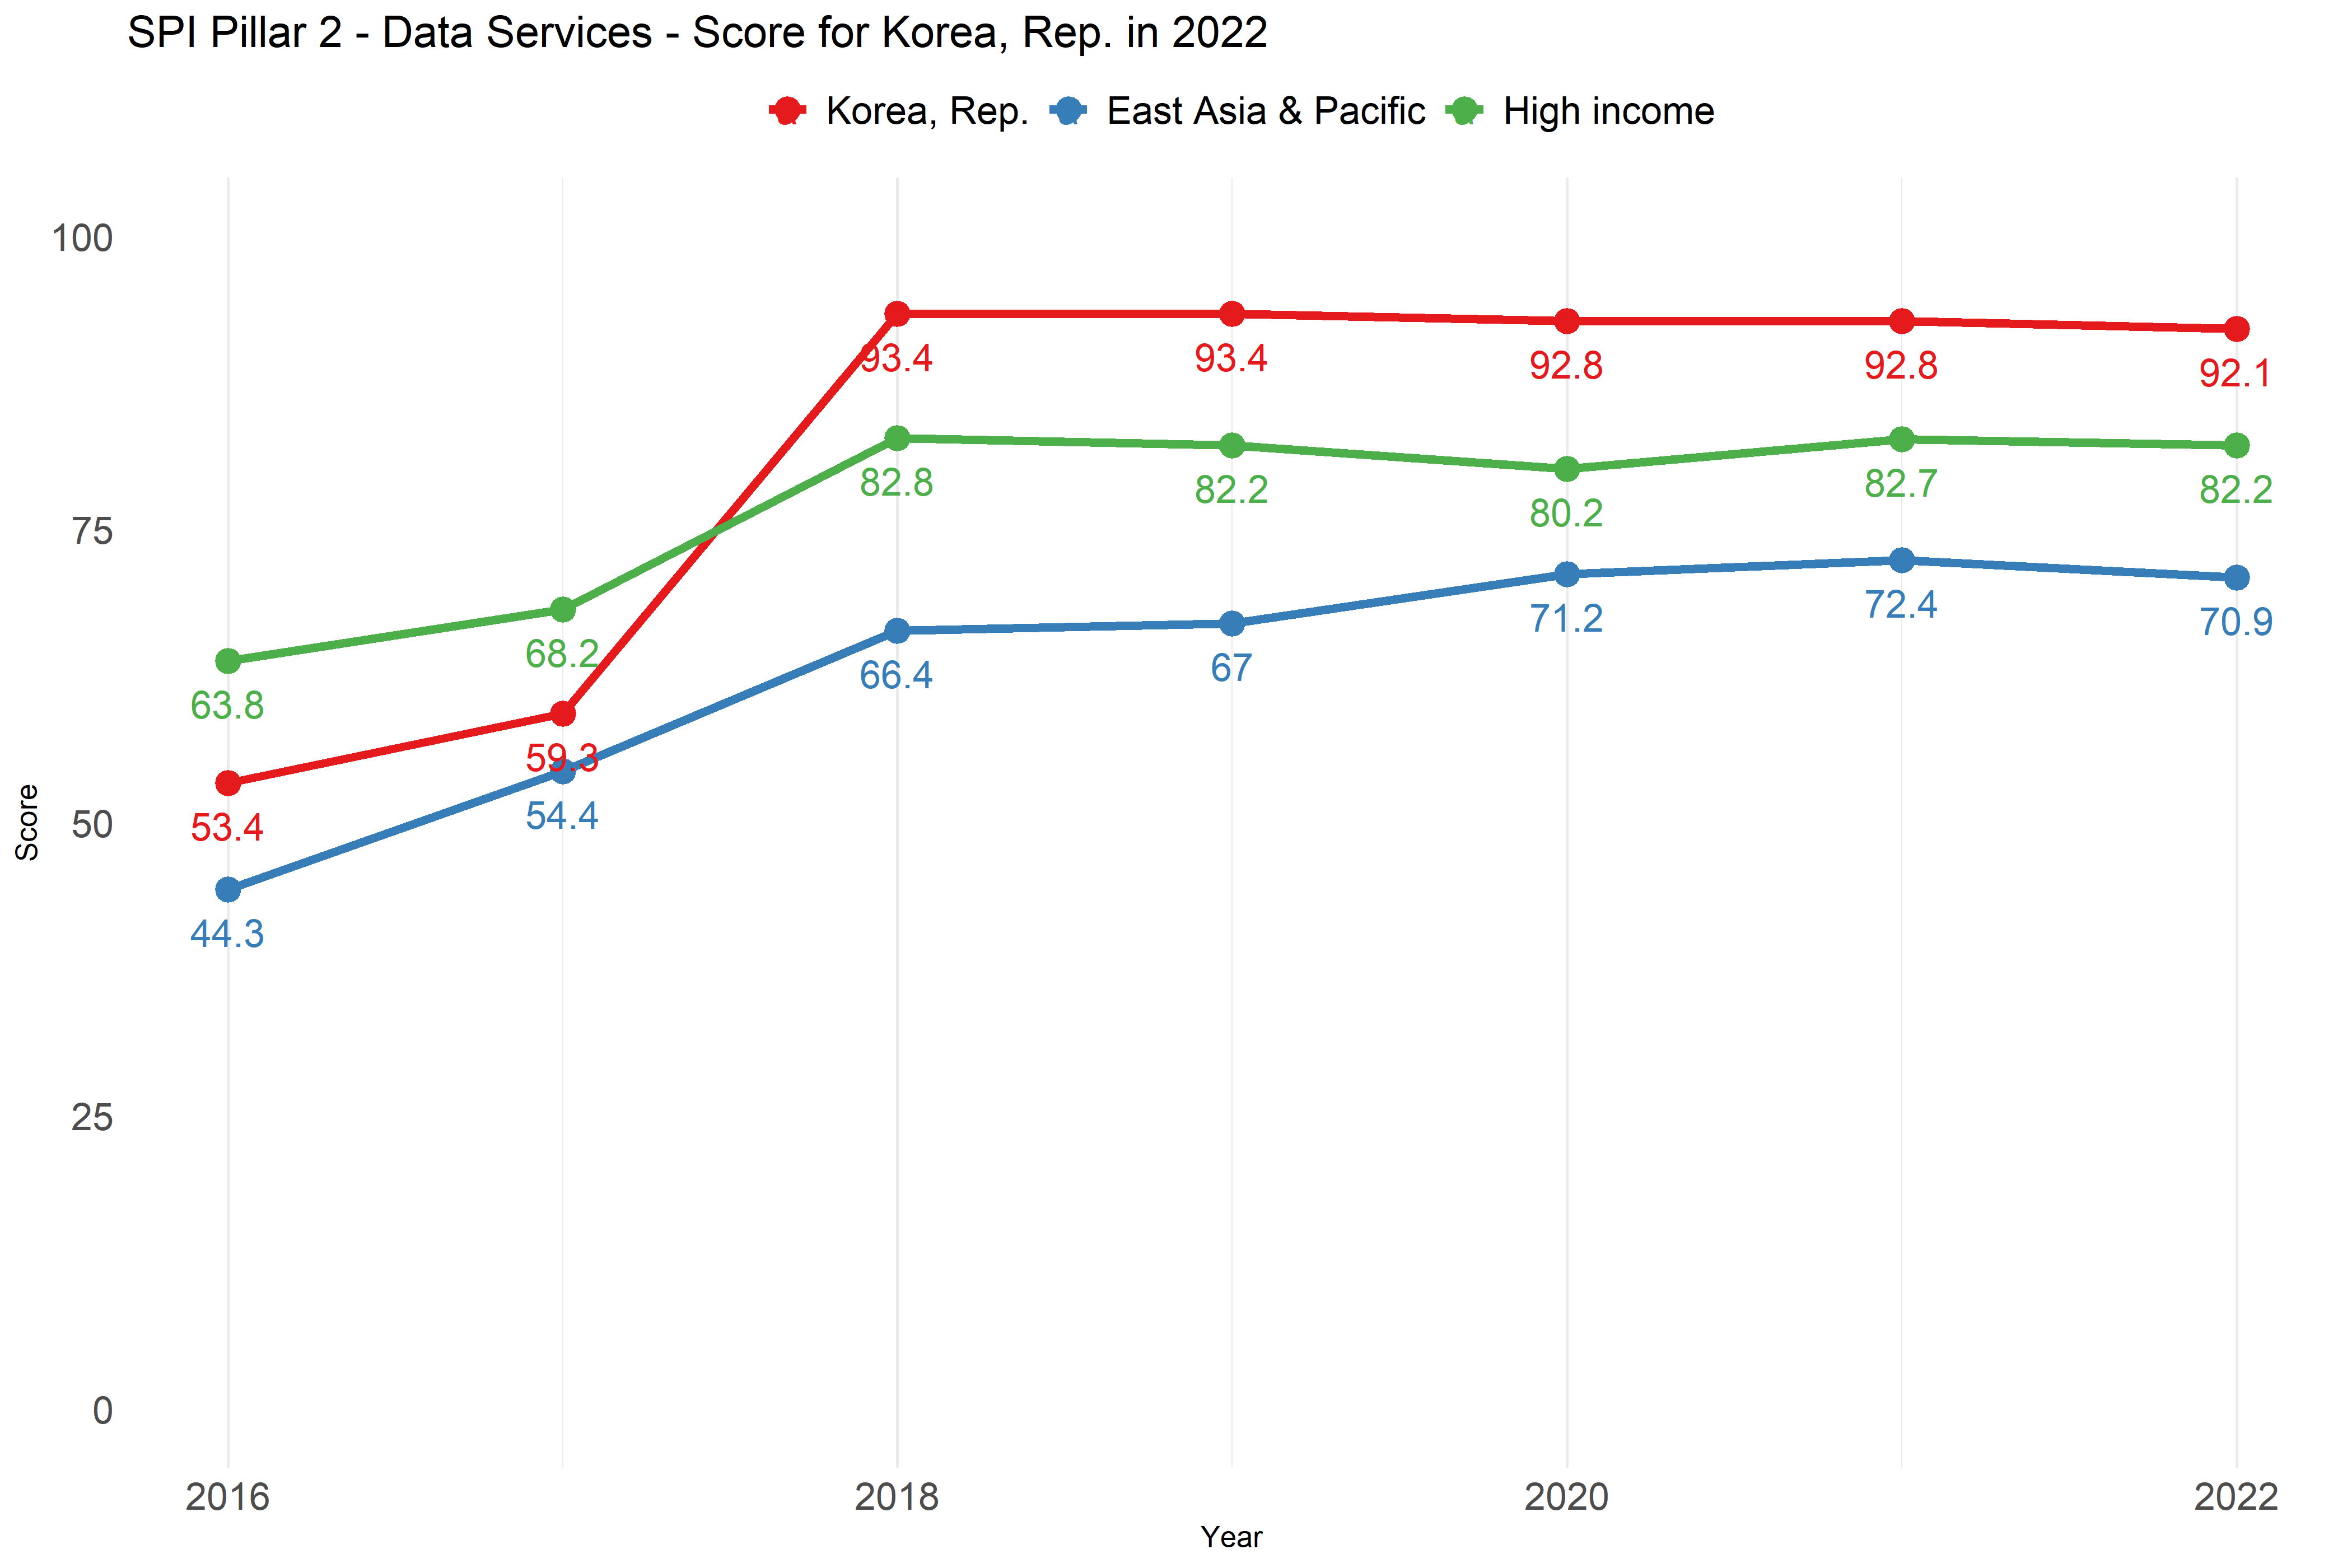 SPI Pillar 2 - Data Services - Score for Korea, Rep. in 2022
Korea, Rep. East Asia & Pacific High income
100
75
50
25
0
Score
93.4 93.4 92.8 92.8 92.1
82.8 82.2 80.2 82.7 82.2
63.8 68.2
53.4 59.3
44.3 54.4 66.4 67 71.2 72.4 70.9
2016 2018 2020 2022
Year